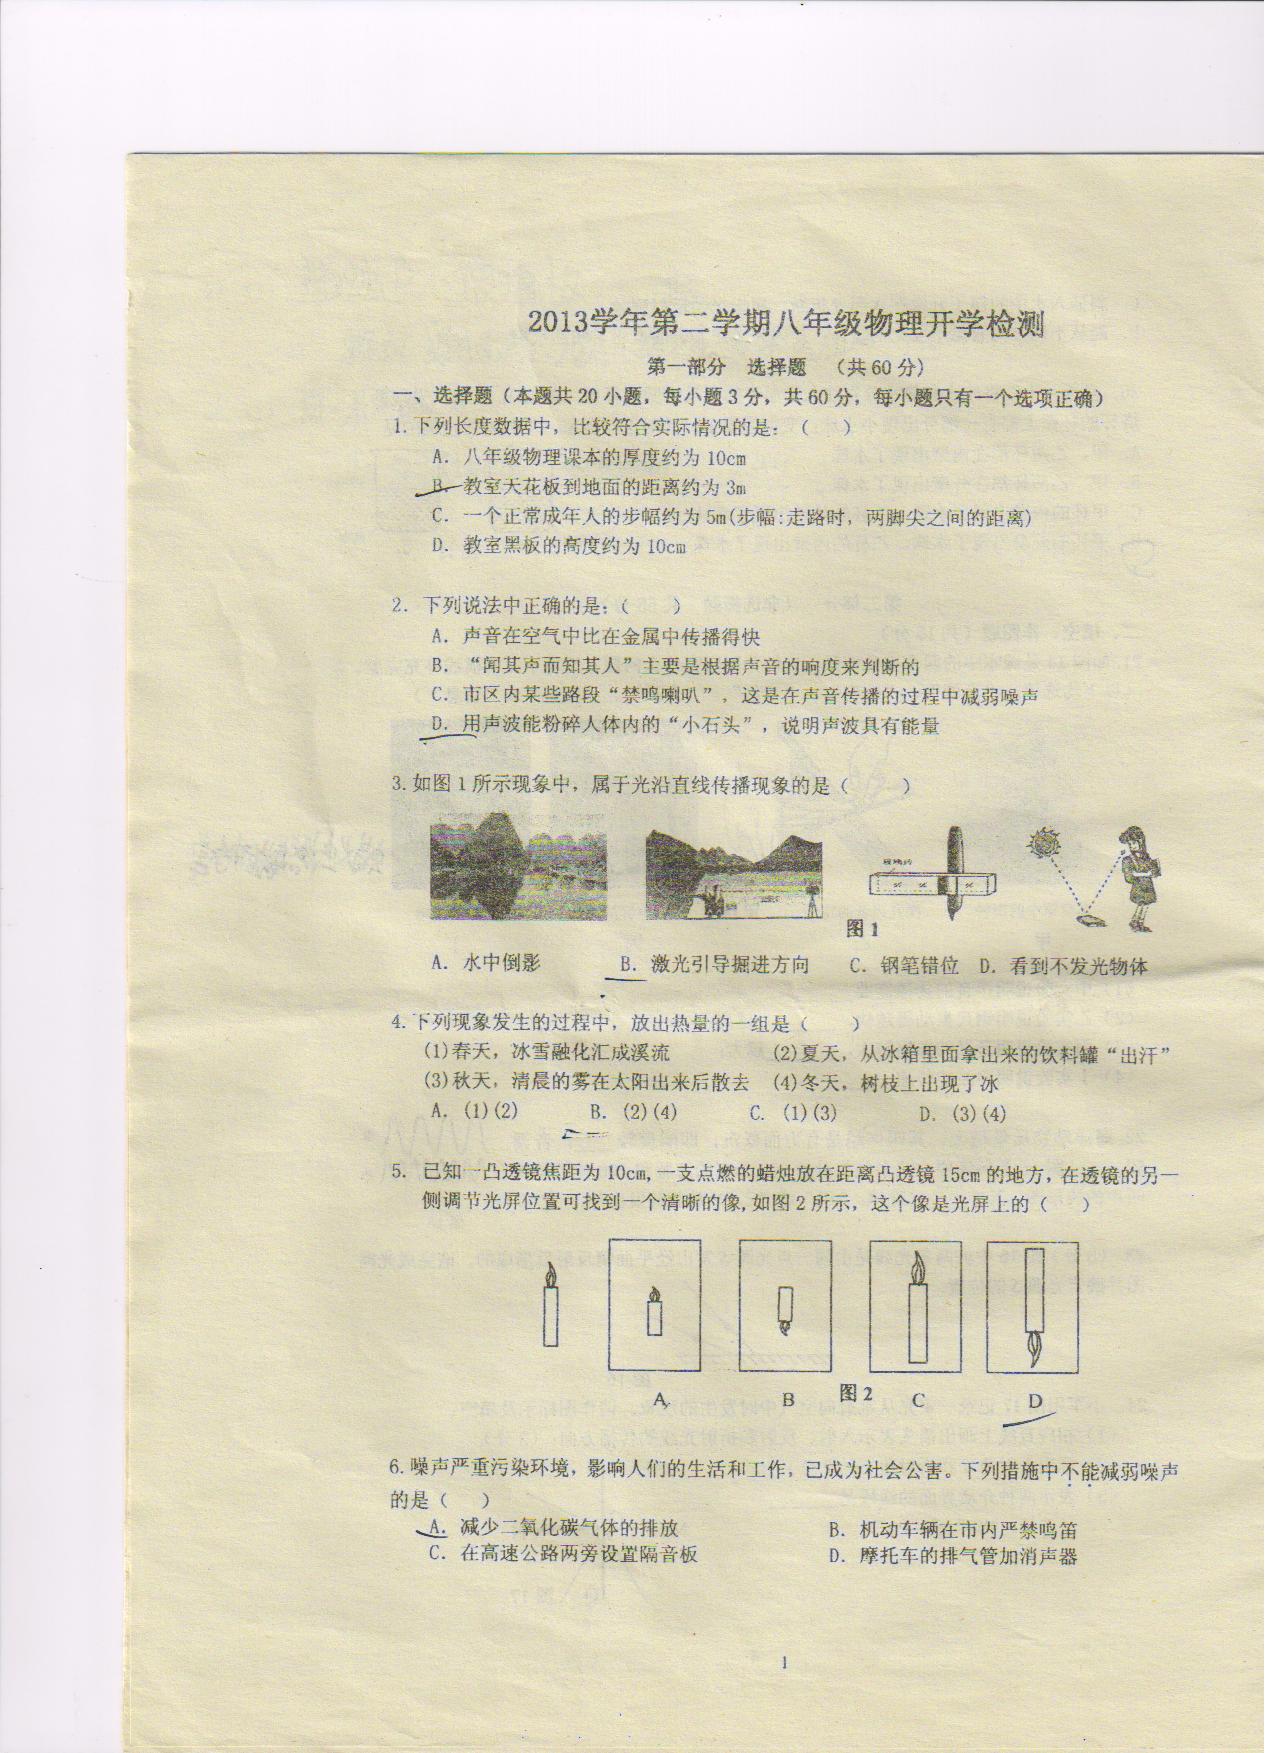 2013学年第二学期八年级物理开学检测
第一部分 选择题 （共60分）
一、选择题（本题共20小题，每小题3分，共60分，每小题只有一个选项正确）
1.下列长度数据中，比较符合实际情况的是：（ ）
A. 八年级物理课本的厚度约为10cm
B. 教室天花板到地面的距离约为3m
C. 一个正常成年人的步幅约为5m(步幅:走路时，两脚尖之间的距离)
D. 教室黑板的高度约为10cm
2. 下列说法中正确的是：（ ）
A. 声音在空气中比在金属中传播得快
B. “闻其声而知其人”主要是根据声音的响度来判断的
C. 市区内某些路段“禁鸣喇叭”，这是在声音传播的过程中减弱噪声
D. 用声波能粉碎人体内的“小石头”，说明声波具有能量
3.如图1所示现象中，属于光沿直线传播现象的是（ ）
图1
A. 水中倒影 B. 激光引导掘进方向 C. 钢笔错位 D. 看到不发光物体
4.下列现象发生的过程中，放出热量的一组是（ ）
(1)春天，冰雪融化汇成溪流 (2)夏天，从冰箱里面拿出来的饮料罐“出汗”
(3)秋天，清晨的雾在太阳出来后散去 (4)冬天，树枝上出现了冰
A. (1)(2) B. (2)(4) C. (1)(3) D. (3)(4)
5. 已知一凸透镜焦距为10cm,一支点燃的蜡烛放在距离凸透镜15cm的地方，在透镜的另一
侧调节光屏位置可找到一个清晰的像,如图2所示，这个像是光屏上的（ ）
A B 图2 C D
6.噪声严重污染环境，影响人们的生活和工作，已成为社会公害。下列措施中不能减弱噪声
的是（ ）
A. 减少二氧化碳气体的排放 B. 机动车辆在市内严禁鸣笛
C. 在高速公路两旁设置隔音板 D. 摩托车的排气管加消声器
1